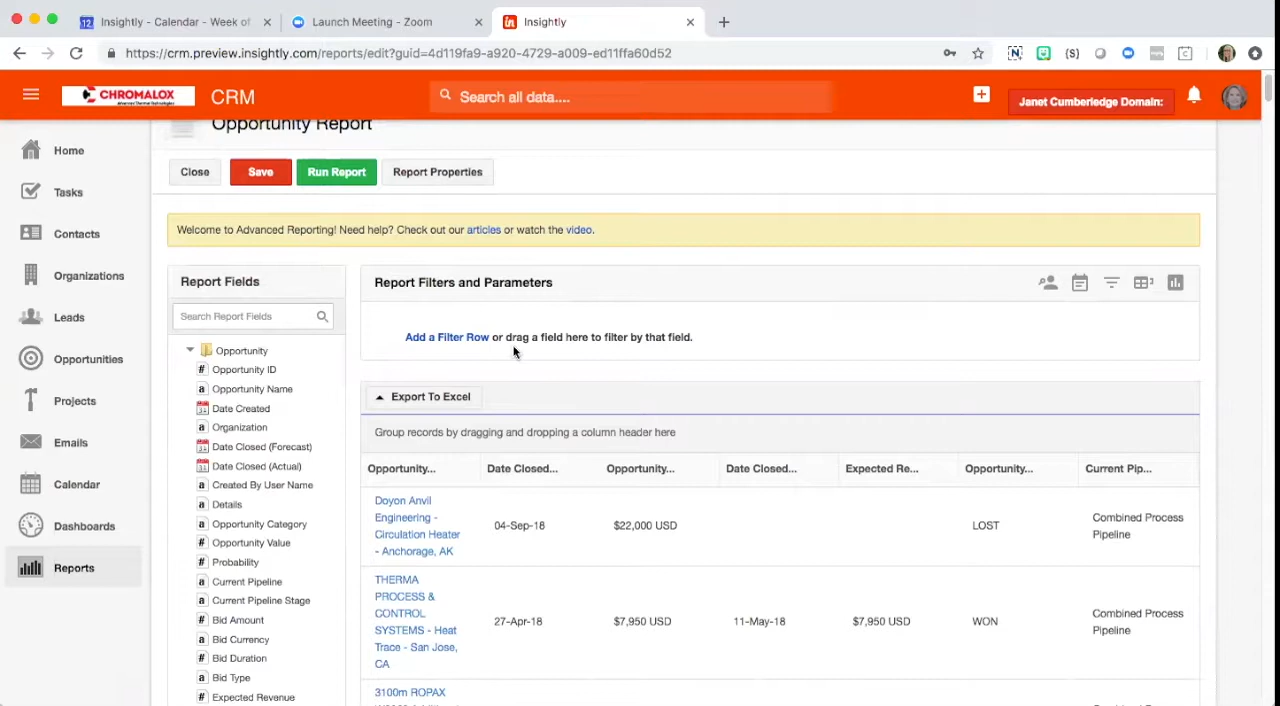 Insightly - Calendar - Week of
Launch Meeting - Zoom
Insightly
https://crm.preview.insightly.com/reports/edit?guid=4d119fa9-a920-4729-a009-ed11ffa60d52
CHROMALOX
Advanced Thermal Technologies
CRM
Search all data....
Janet Cumberledge Domain:
Home
Tasks
Contacts
Organizations
Leads
Opportunities
Projects
Emails
Calendar
Dashboards
Reports
Opportunity Report
Close
Save
Run Report
Report Properties
Welcome to Advanced Reporting! Need help? Check out our articles or watch the video.
Report Fields
Search Report Fields
Opportunity
# Opportunity ID
a Opportunity Name
31 Date Created
a Organization
31 Date Closed (Forecast)
31 Date Closed (Actual)
a Created By User Name
a Details
a Opportunity Category
# Opportunity Value
# Probability
a Current Pipeline
a Current Pipeline Stage
# Bid Amount
a Bid Currency
# Bid Duration
a Bid Type
# Expected Revenue
Report Filters and Parameters
Add a Filter Row or drag a field here to filter by that field.
Export To Excel
Group records by dragging and dropping a column header here
Opportunity... Date Closed... Opportunity... Date Closed... Expected Re... Opportunity... Current Pip...
Doyon Anvil
Engineering -
Circulation Heater
- Anchorage, AK
04-Sep-18
$22,000 USD
LOST
Combined Process
Pipeline
THERMA
PROCESS &
CONTROL
SYSTEMS - Heat
Trace - San Jose,
CA
27-Apr-18
$7,950 USD
11-May-18
$7,950 USD
WON
Combined Process
Pipeline
3100m ROPAX